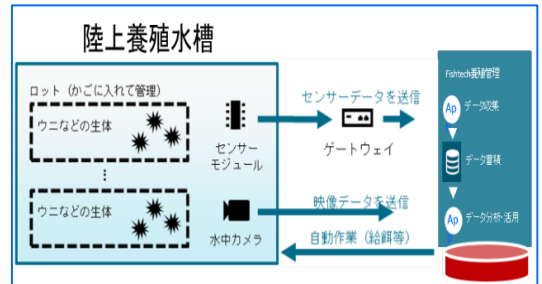 陸上養殖水槽
ロット（かごに入れて管理）
ウニなどの生体
⋮
ウニなどの生体
センサー
モジュール
水中カメラ
センサーデータを送信
ゲートウェイ
映像データを送信
自動作業（給餌等）
Fishtech養殖管理
Ap
データ収集
データ蓄積
Ap
データ分析・活用